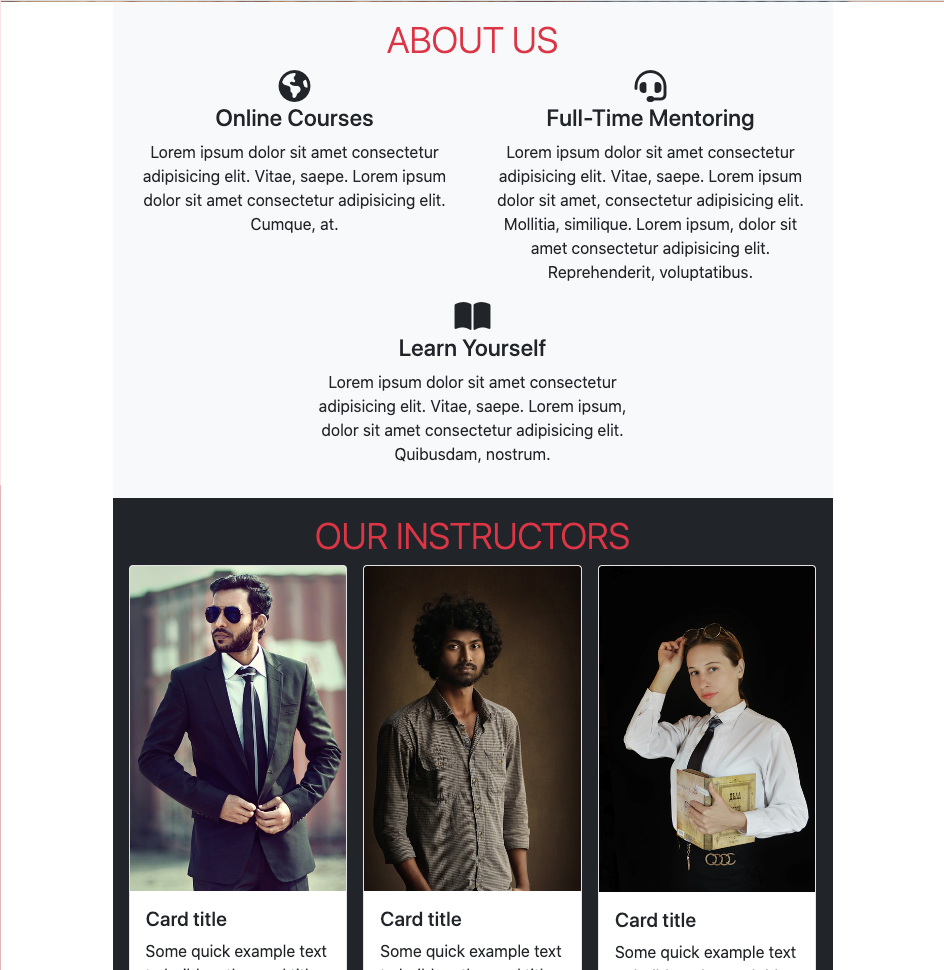 ABOUT US
Online Courses
Lorem ipsum dolor sit amet consectetur
adipisicing elit. Vitae, saepe. Lorem ipsum
dolor sit amet consectetur adipisicing elit.
Cumque, at.
Full-Time Mentoring
Lorem ipsum dolor sit amet consectetur
adipisicing elit. Vitae, saepe. Lorem ipsum
dolor sit amet, consectetur adipisicing elit.
Mollitia, similique. Lorem ipsum, dolor sit
amet consectetur adipisicing elit.
Reprehenderit, voluptatibus.
Learn Yourself
Lorem ipsum dolor sit amet consectetur
adipisicing elit. Vitae, saepe. Lorem ipsum,
dolor sit amet consectetur adipisicing elit.
Quibusdam, nostrum.
OUR INSTRUCTORS
Card title
Some quick example text
Card title
Some quick example text
Card title
Some quick example text